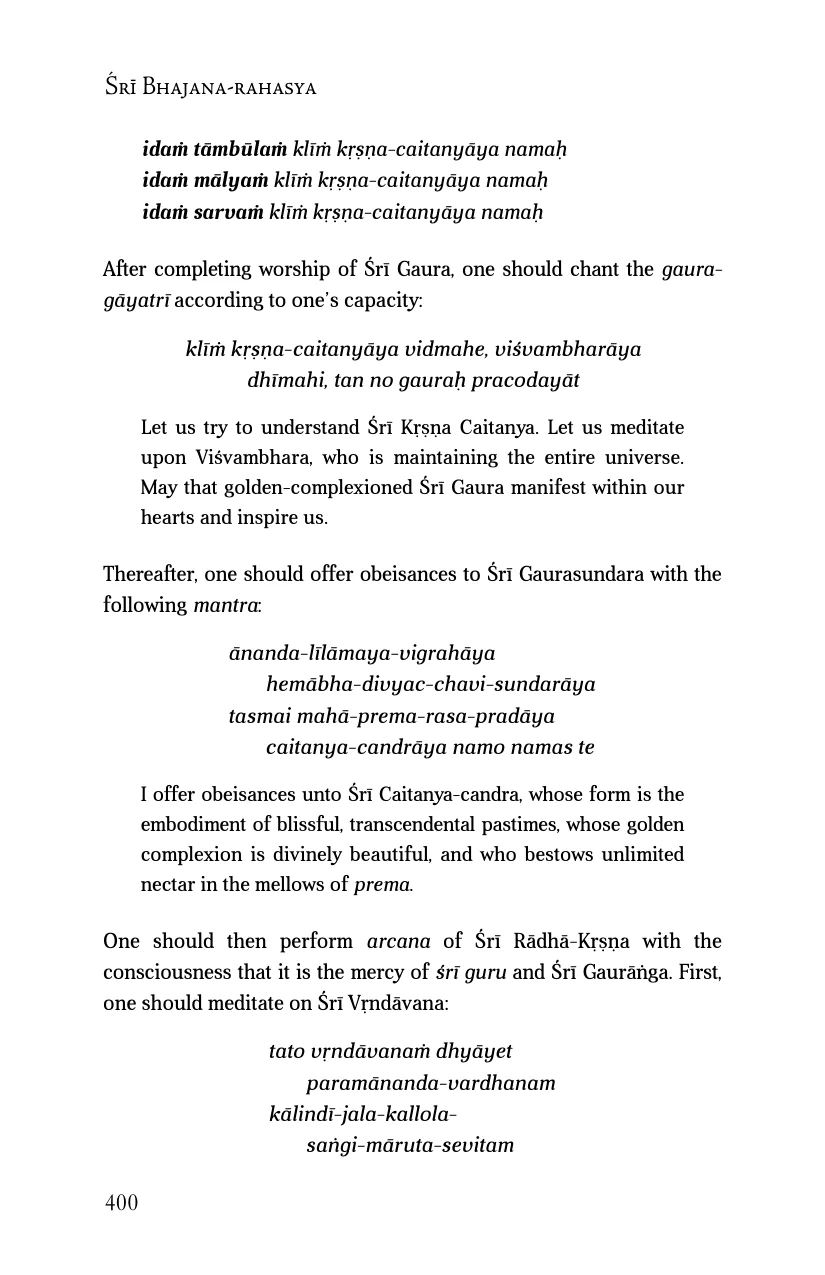 Śrī Bhajana-rahasya
idaṁ tāmbūlaṁ klīṁ kṛṣṇa-caitanyāya namaḥ
idaṁ mālyaṁ klīṁ kṛṣṇa-caitanyāya namaḥ
idaṁ sarvaṁ klīṁ kṛṣṇa-caitanyāya namaḥ
After completing worship of Śrī Gaura, one should chant the gaura-
gāyatrī according to one’s capacity:
klīṁ kṛṣṇa-caitanyāya vidmahe, viśvambharāya
dhīmahi, tan no gauraḥ pracodayāt
Let us try to understand Śrī Kṛṣṇa Caitanya. Let us meditate
upon Viśvambhara, who is maintaining the entire universe.
May that golden-complexioned Śrī Gaura manifest within our
hearts and inspire us.
Thereafter, one should offer obeisances to Śrī Gaurasundara with the
following mantra:
ānanda-līlāmaya-vigrahāya
hemābha-divyac-chavi-sundarāya
tasmai mahā-prema-rasa-pradāya
caitanya-candrāya namo namas te
I offer obeisances unto Śrī Caitanya-candra, whose form is the
embodiment of blissful, transcendental pastimes, whose golden
complexion is divinely beautiful, and who bestows unlimited
nectar in the mellows of prema.
One should then perform arcana of Śrī Rādhā-Kṛṣṇa with the
consciousness that it is the mercy of śrī guru and Śrī Gaurāṅga. First,
one should meditate on Śrī Vṛndāvana:
tato vṛndāvanaṁ dhyāyet
paramānanda-vardhanam
kālindī-jala-kallola-
saṅgi-māruta-sevitam
400